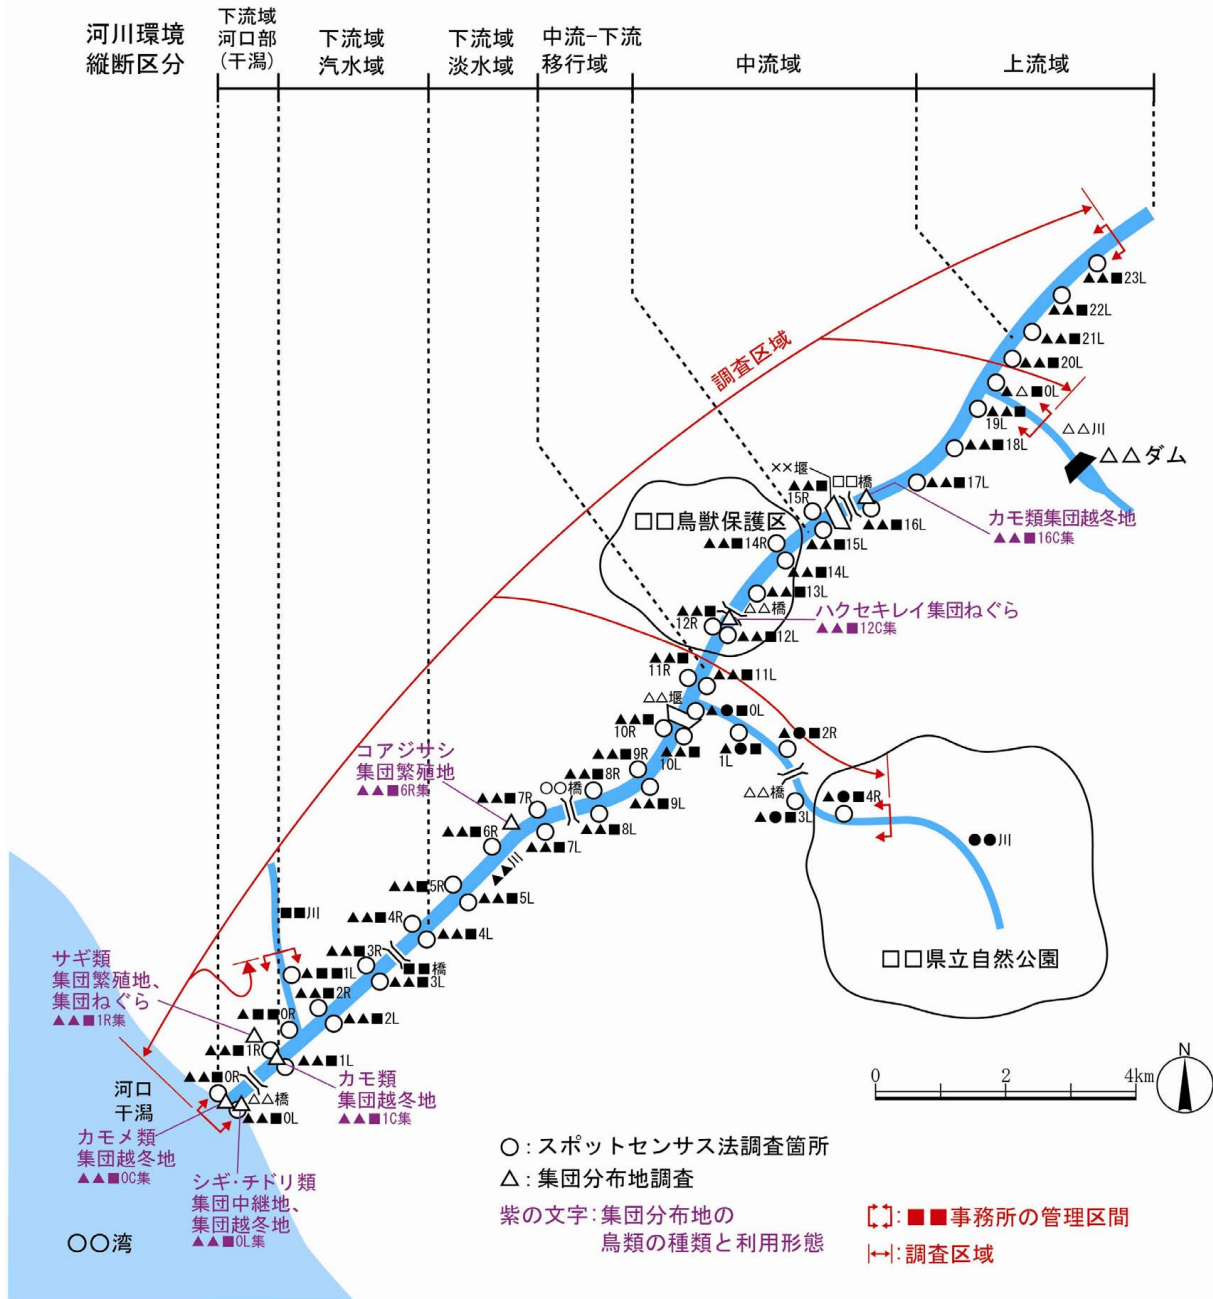 河川環境
縦断区分
下流域
河口部
(干潟)
下流域
汽水域
下流域
淡水域
中流−下流
移行域
中流域
上流域
調査区域
▲▲■23L
▲▲■22L
▲▲■21L
▲▲■20L
▲△■0L
▲▲■
19L
△△川
▲▲■18L
△△ダム
▲▲■17L
××堰
▲▲■
15R
□□橋
▲▲■16L
カモ類集団越冬地
▲▲■16C集
□□鳥獣保護区
▲▲■14R
▲▲■15L
▲▲■14L
▲▲■13L
▲▲■
12R
△△橋
▲▲■12L
ハクセキレイ集団ねぐら
▲▲■12C集
▲▲■
11R
▲▲■11L
△△堰
▲●■0L
▲▲■
10R
▲▲■
10L
▲●■
1L
▲●■2R
△△橋
▲●■3L
▲●■4R
●●川
□□県立自然公園
▲▲■9R
▲▲■8R
▲▲■9L
○○橋
▲▲■8L
コアジサシ
集団繁殖地
▲▲■6R集
▲▲■7R
▲▲■6R
▲▲■7L
▲▲川
▲▲■5R
▲▲■5L
▲▲■4R
▲▲■4L
■■川
▲▲■3R
■■橋
▲▲■3L
▲■■1L
▲▲■2R
▲▲■2L
▲■■0R
サギ類
集団繁殖地、
集団ねぐら
▲▲■1R集
▲▲■1R
▲▲■1L
カモ類
集団越冬地
▲▲■1C集
▲▲■0R
△△橋
▲▲■0L
河口
干潟
カモメ類
集団越冬地
▲▲■0C集
シギ・チドリ類
集団中継地、
集団越冬地
▲▲■0L集
○○湾
N
0 2 4km
○:スポットセンサス法調査箇所
△:集団分布地調査
紫の文字:集団分布地の
鳥類の種類と利用形態
:■■事務所の管理区間
:調査区域